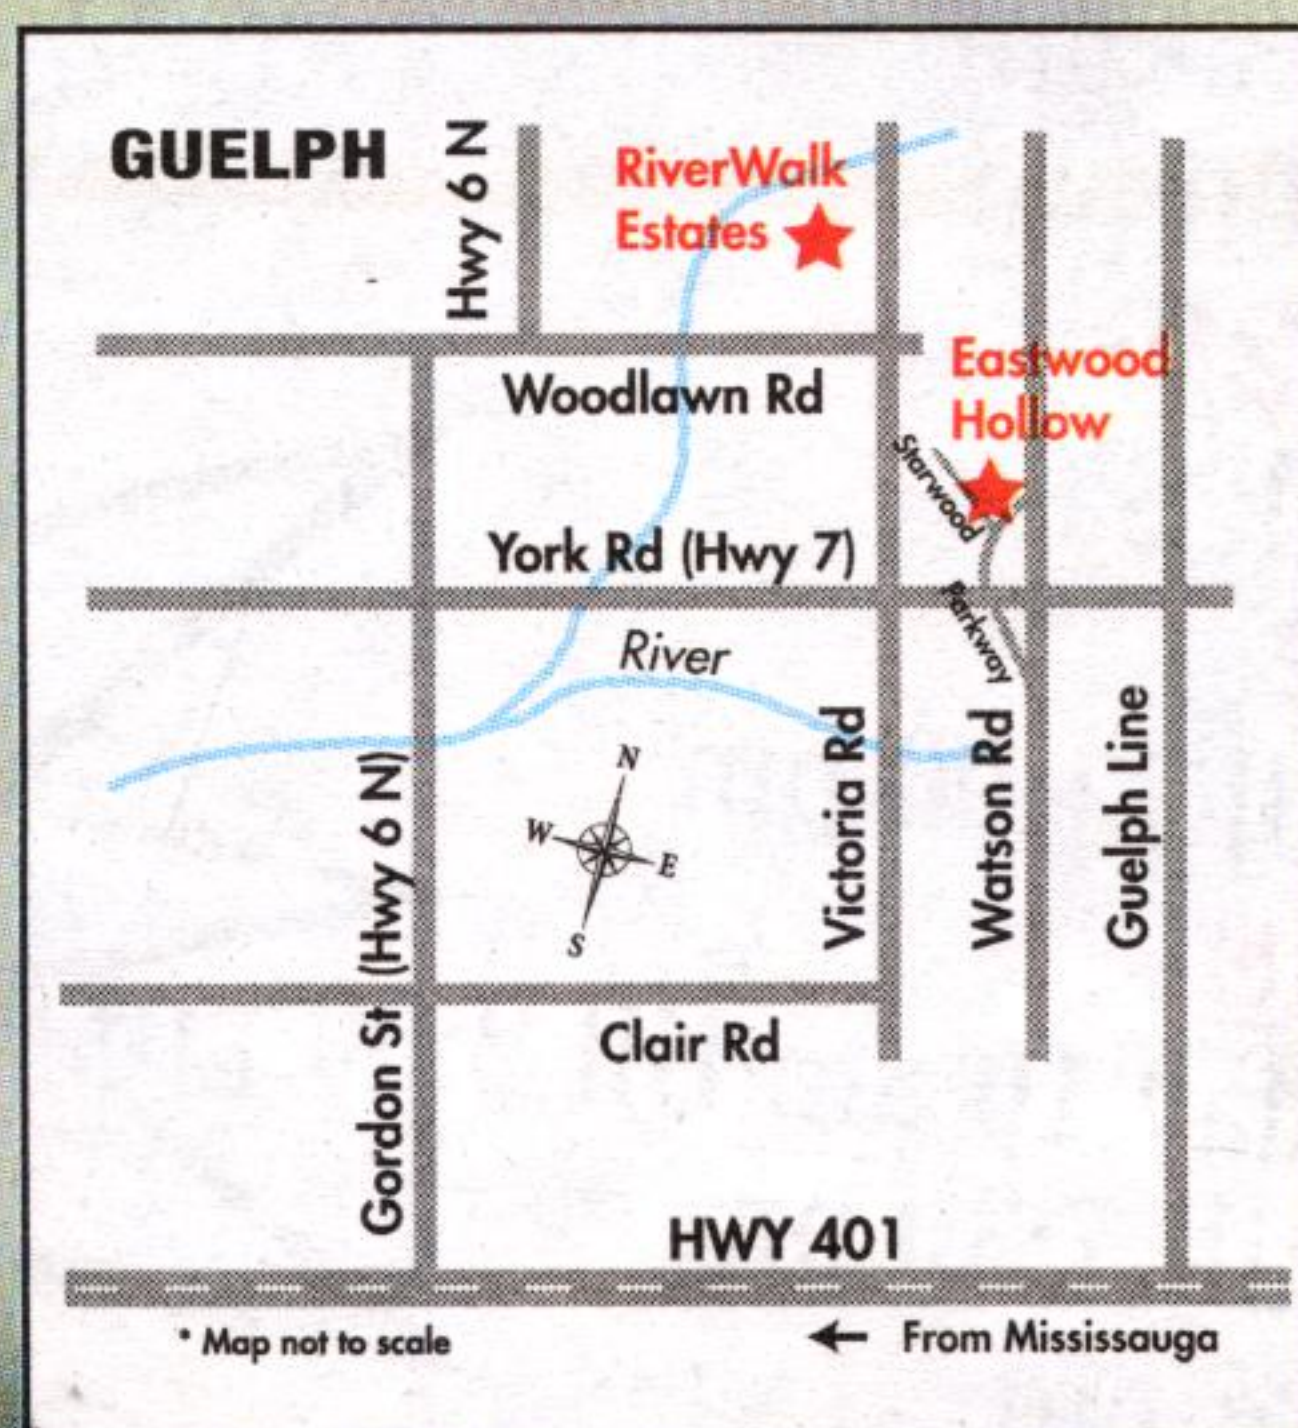 GUELPH
Hwy 6 N
RiverWalk
Estates
Eastwood
Hollow
Woodlawn Rd
Starwood
York Rd (Hwy 7)
Parkway
River
N
W
E
S
Victoria Rd
Watson Rd
Guelph Line
Gordon St (Hwy 6 N)
Clair Rd
HWY 401
* Map not to scale
← From Mississauga